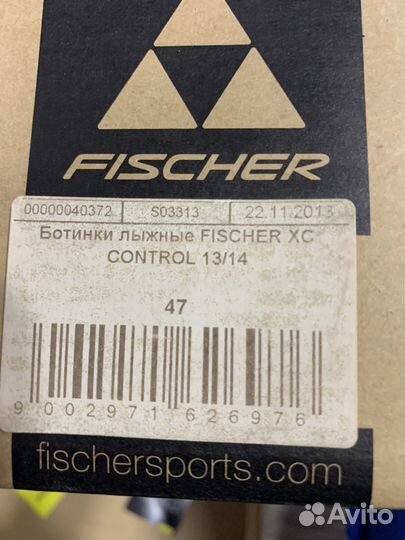 FISCHER
00000040372 S03313 22.11.2013
Ботинки лыжные FISCHER XC
CONTROL 13/14
47
9 002971 626976
fischersports.com
Avito